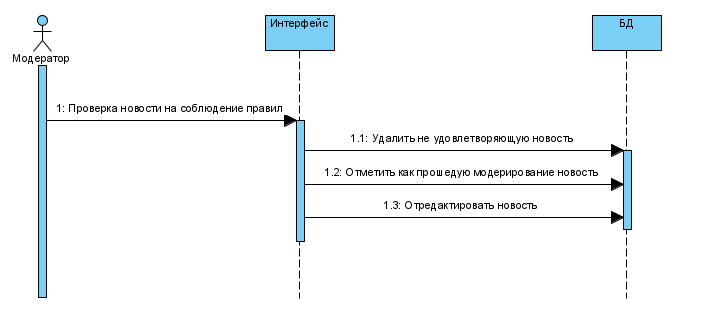 Интерфейс
БД
Модератор
1: Проверка новости на соблюдение правил
1.1: Удалить не удовлетворяющую новость
1.2: Отметить как прошедую модерирование новость
1.3: Отредактировать новость